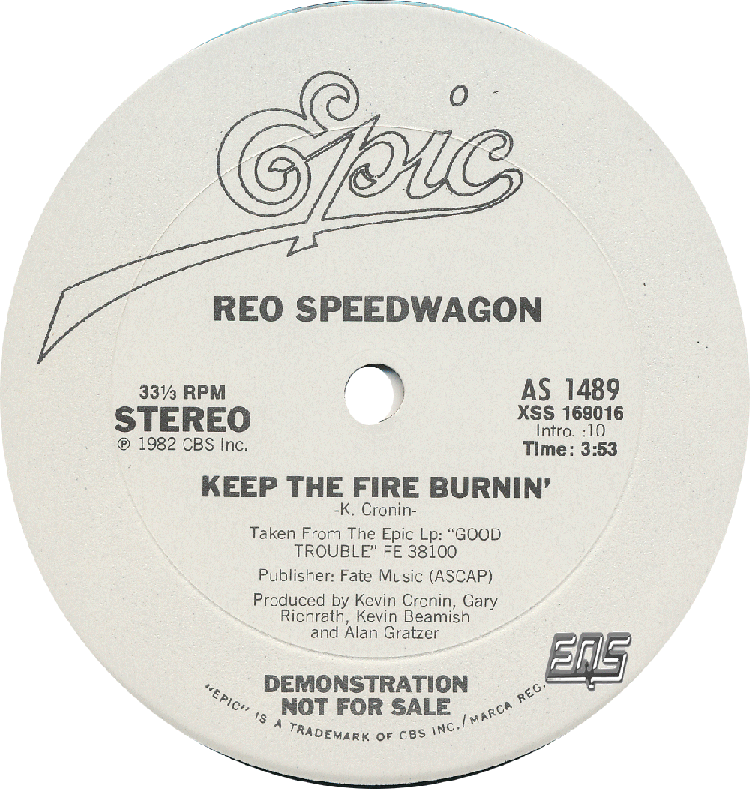 Epic
REO SPEEDWAGON
33⅓ RPM
STEREO
℗ 1982 CBS Inc.
AS 1489
XSS 169016
Intro. :10
Time: 3:53
KEEP THE FIRE BURNIN'
-K. Cronin-
Taken From The Epic Lp: "GOOD
TROUBLE" FE 38100
Publisher: Fate Music (ASCAP)
Produced by Kevin Cronin, Gary
Richrath, Kevin Beamish
and Alan Gratzer
EQS
DEMONSTRATION
NOT FOR SALE
"EPIC" IS A TRADEMARK OF CBS INC./MARCA REG.